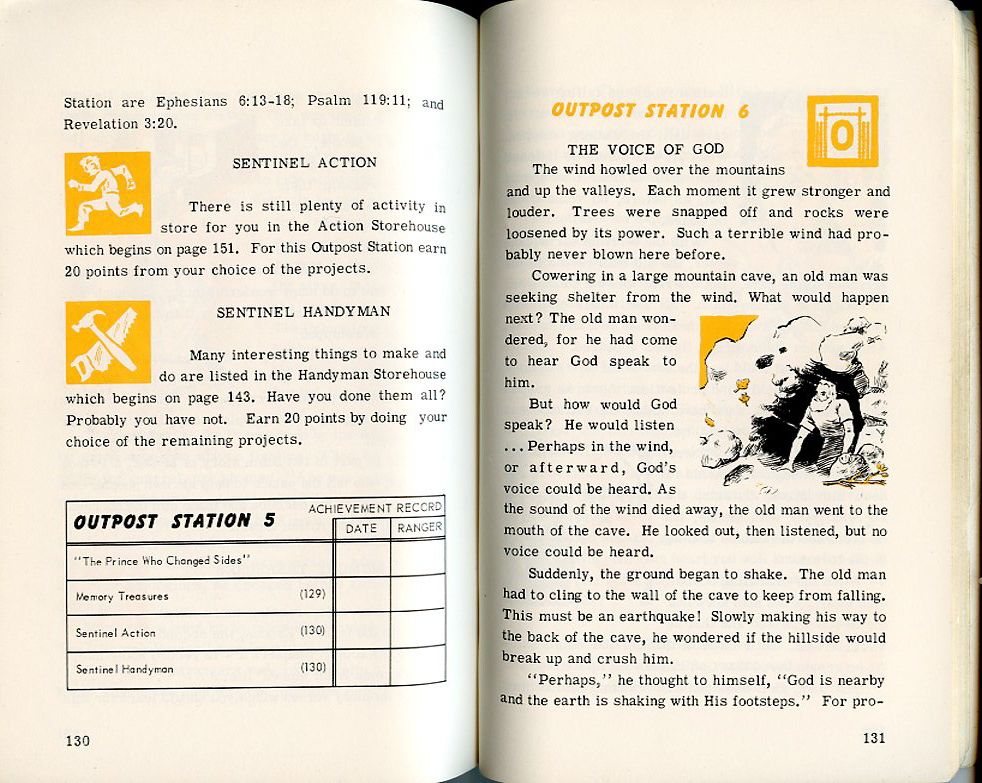 Station are Ephesians 6:13-18; Psalm 119:11; and
Revelation 3:20.
SENTINEL ACTION
There is still plenty of activity in
store for you in the Action Storehouse
which begins on page 151. For this Outpost Station earn
20 points from your choice of the projects.
SENTINEL HANDYMAN
Many interesting things to make and
do are listed in the Handyman Storehouse
which begins on page 143. Have you done them all?
Probably you have not. Earn 20 points by doing your
choice of the remaining projects.
OUTPOST STATION 5
ACHIEVEMENT RECORD
DATE
RANGER
"The Prince Who Changed Sides"
Memory Treasures (129)
Sentinel Action (130)
Sentinel Handyman (130)
130
OUTPOST STATION 6
O
THE VOICE OF GOD
The wind howled over the mountains
and up the valleys. Each moment it grew stronger and
louder. Trees were snapped off and rocks were
loosened by its power. Such a terrible wind had pro-
bably never blown here before.
Cowering in a large mountain cave, an old man was
seeking shelter from the wind. What would happen
next? The old man won-
dered, for he had come
to hear God speak to
him.
But how would God
speak? He would listen
...Perhaps in the wind,
or afterward, God's
voice could be heard. As
the sound of the wind died away, the old man went to the
mouth of the cave. He looked out, then listened, but no
voice could be heard.
Suddenly, the ground began to shake. The old man
had to cling to the wall of the cave to keep from falling.
This must be an earthquake! Slowly making his way to
the back of the cave, he wondered if the hillside would
break up and crush him.
"Perhaps," he thought to himself, "God is nearby
and the earth is shaking with His footsteps." For pro-
131